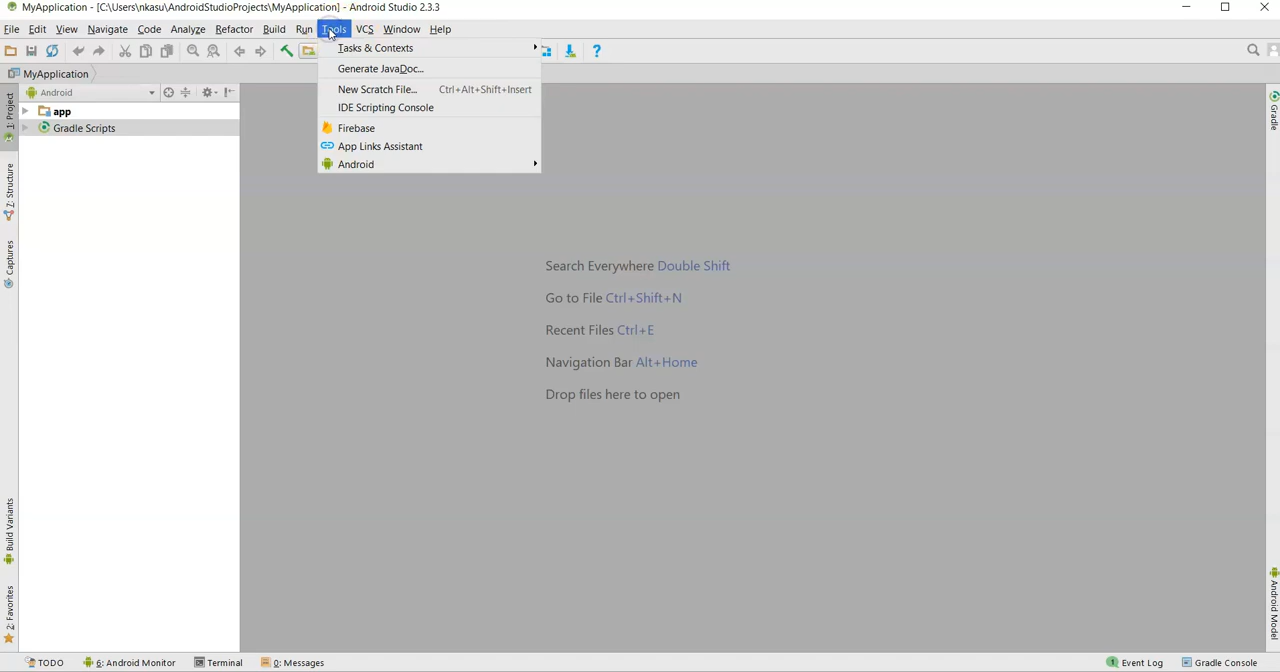 MyApplication - [C:\Users\nkasu\AndroidStudioProjects\MyApplication] - Android Studio 2.3.3
File Edit View Navigate Code Analyze Refactor Build Run Tools VCS Window Help
MyApplication
Android
app
Gradle Scripts
Tasks & Contexts
Generate JavaDoc...
New Scratch File... Ctrl+Alt+Shift+Insert
IDE Scripting Console
Firebase
App Links Assistant
Android
Search Everywhere Double Shift
Go to File Ctrl+Shift+N
Recent Files Ctrl+E
Navigation Bar Alt+Home
Drop files here to open
1: Project
7: Structure
Captures
Build Variants
2: Favorites
Gradle
Android Model
TODO 6: Android Monitor Terminal 0: Messages 1 Event Log Gradle Console